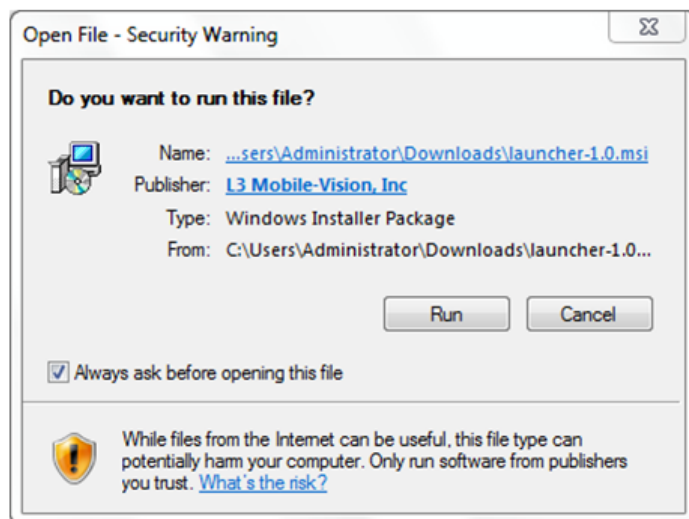 Open File - Security Warning
Do you want to run this file?
Name: ...sers\Administrator\Downloads\launcher-1.0.msi
Publisher: L3 Mobile-Vision, Inc
Type: Windows Installer Package
From: C:\Users\Administrator\Downloads\launcher-1.0...
Run Cancel
Always ask before opening this file
While files from the Internet can be useful, this file type can
potentially harm your computer. Only run software from publishers
you trust. What's the risk?